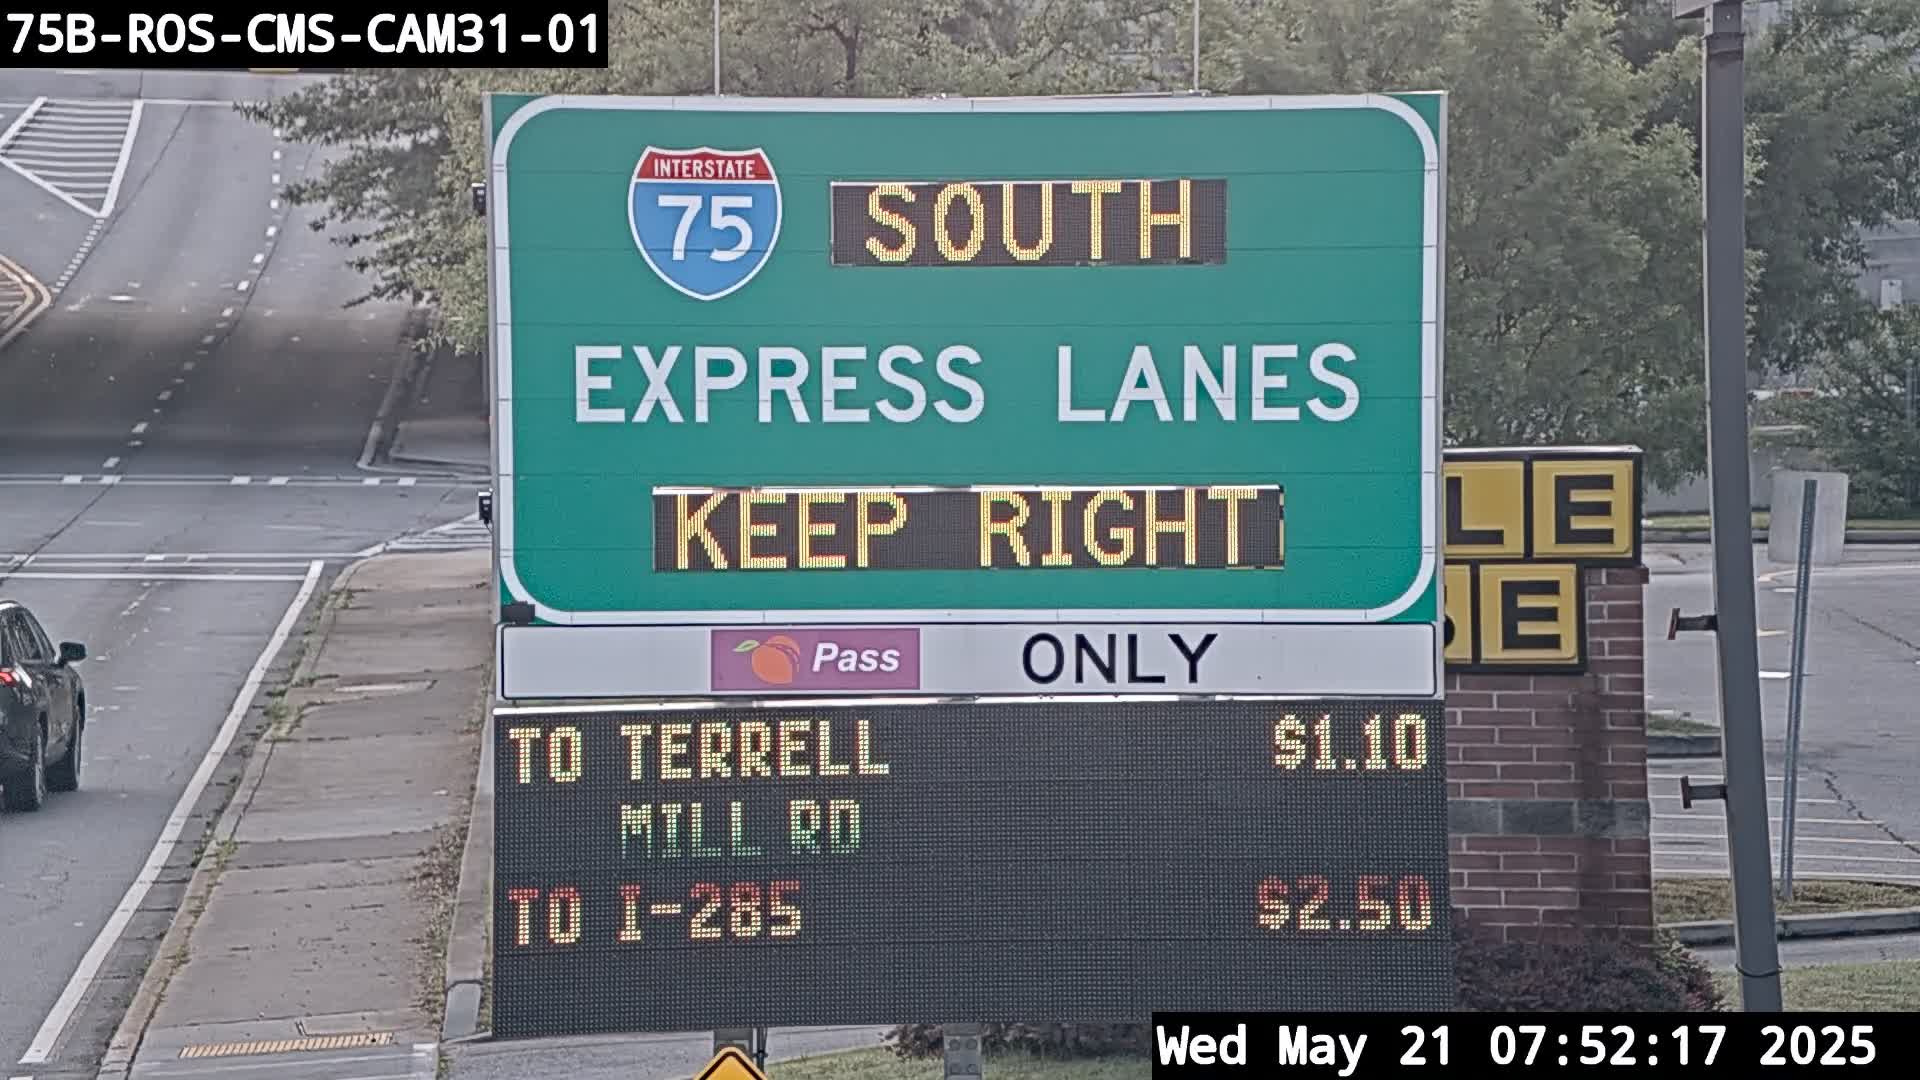 75B-ROS-CMS-CAM31-01
INTERSTATE
75
SOUTH
EXPRESS LANES
KEEP RIGHT
Pass ONLY
TO TERRELL $1.10
MILL RD
TO I-285 $2.50
LE
E
Wed May 21 07:52:17 2025